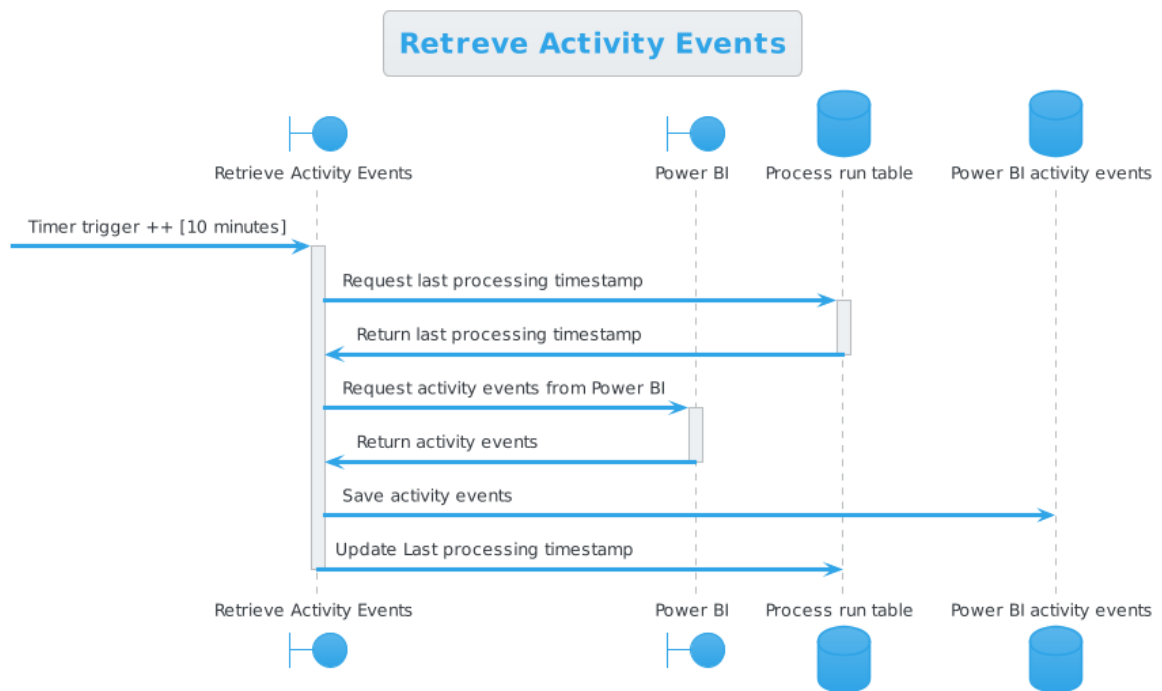 Retreve Activity Events
Retrieve Activity Events
Power BI
Process run table
Power BI activity events
Timer trigger ++ [10 minutes]
Request last processing timestamp
Return last processing timestamp
Request activity events from Power BI
Return activity events
Save activity events
Update Last processing timestamp
Retrieve Activity Events
Power BI
Process run table
Power BI activity events